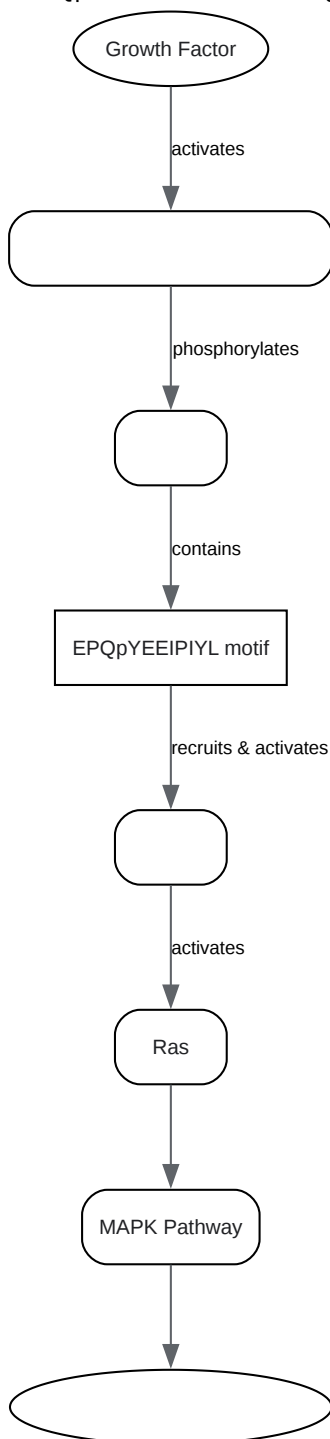 Growth Factor
activates
phosphorylates
contains
EPQpYEEIPIYL motif
recruits & activates
activates
Ras
MAPK Pathway